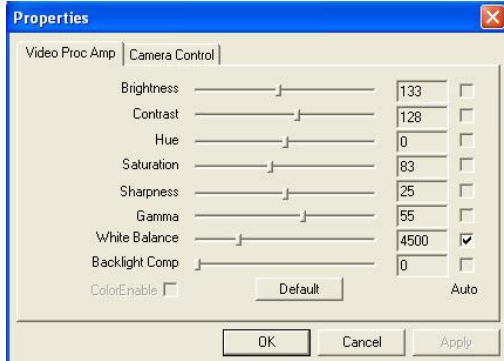 Properties
Video Proc Amp Camera Control
Brightness 133
Contrast 128
Hue 0
Saturation 83
Sharpness 25
Gamma 55
White Balance 4500
Backlight Comp 0
ColorEnable Default Auto
OK Cancel Apply